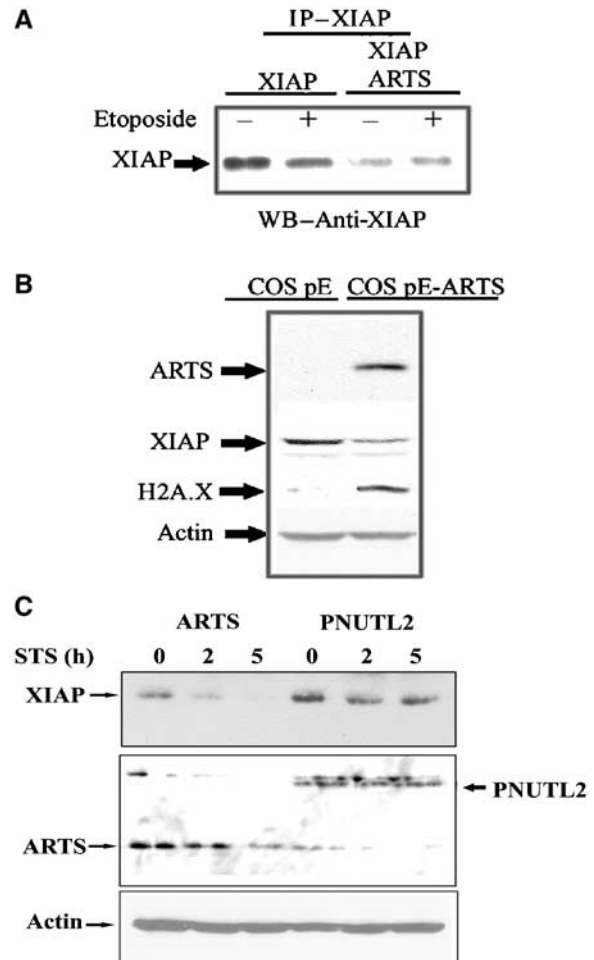 A
IP–XIAP
XIAP
XIAP ARTS
Etoposide – + – +
XIAP
WB–Anti-XIAP
B
COS pE COS pE-ARTS
ARTS
XIAP
H2A.X
Actin
C
ARTS PNUTL2
STS (h) 0 2 5 0 2 5
XIAP
PNUTL2
ARTS
Actin